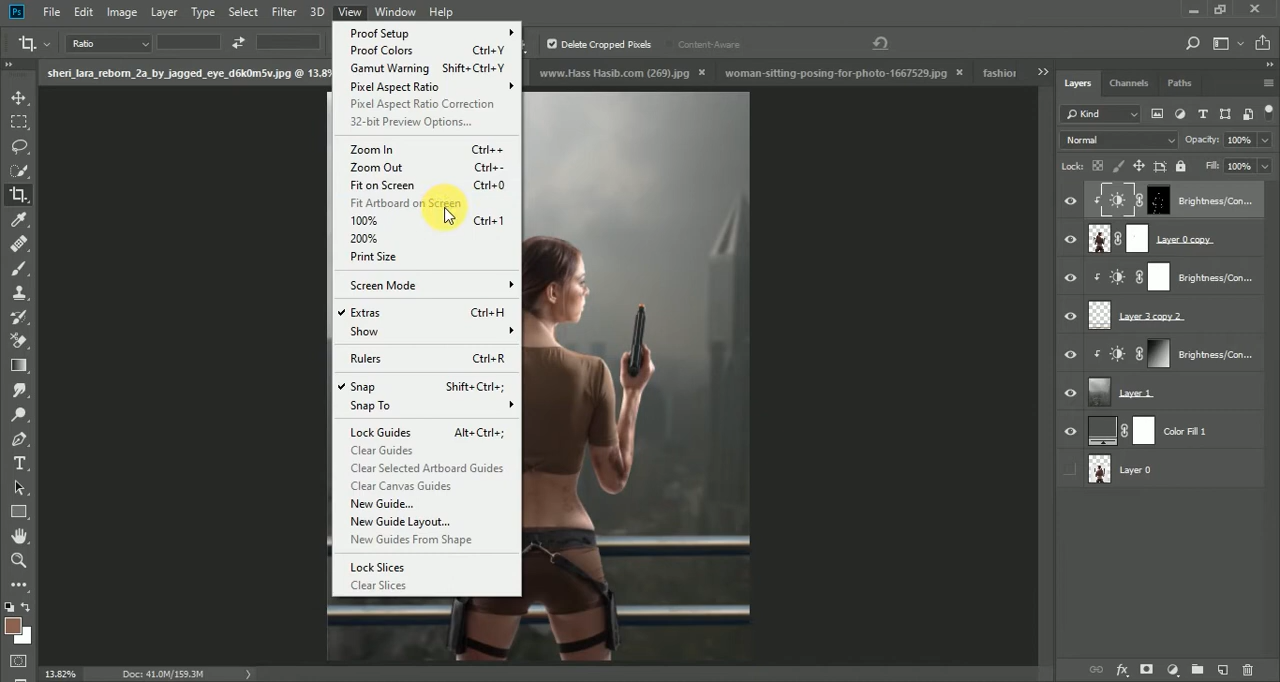 Ps File Edit Image Layer Type Select Filter 3D View Window Help
Ratio Delete Cropped Pixels Content-Aware
sheri_lara_reborn_2a_by_jagged_eye_d6k0m5v.jpg @ 13.8% www.Hass Hasib.com (269).jpg × woman-sitting-posing-for-photo-1667529.jpg × fashion
Proof Setup
Proof Colors Ctrl+Y
Gamut Warning Shift+Ctrl+Y
Pixel Aspect Ratio
Pixel Aspect Ratio Correction
32-bit Preview Options...
Zoom In Ctrl++
Zoom Out Ctrl+-
Fit on Screen Ctrl+0
Fit Artboard on Screen
100% Ctrl+1
200%
Print Size
Screen Mode
Extras Ctrl+H
Show
Rulers Ctrl+R
Snap Shift+Ctrl+;
Snap To
Lock Guides Alt+Ctrl+;
Clear Guides
Clear Selected Artboard Guides
Clear Canvas Guides
New Guide...
New Guide Layout...
New Guides From Shape
Lock Slices
Clear Slices
Layers Channels Paths
Kind
Normal Opacity: 100%
Lock: Fill: 100%
Brightness/Con...
Layer 0 copy
Brightness/Con...
Layer 3 copy 2
Brightness/Con...
Layer 1
Color Fill 1
Layer 0
13.82% Doc: 41.0M/159.3M